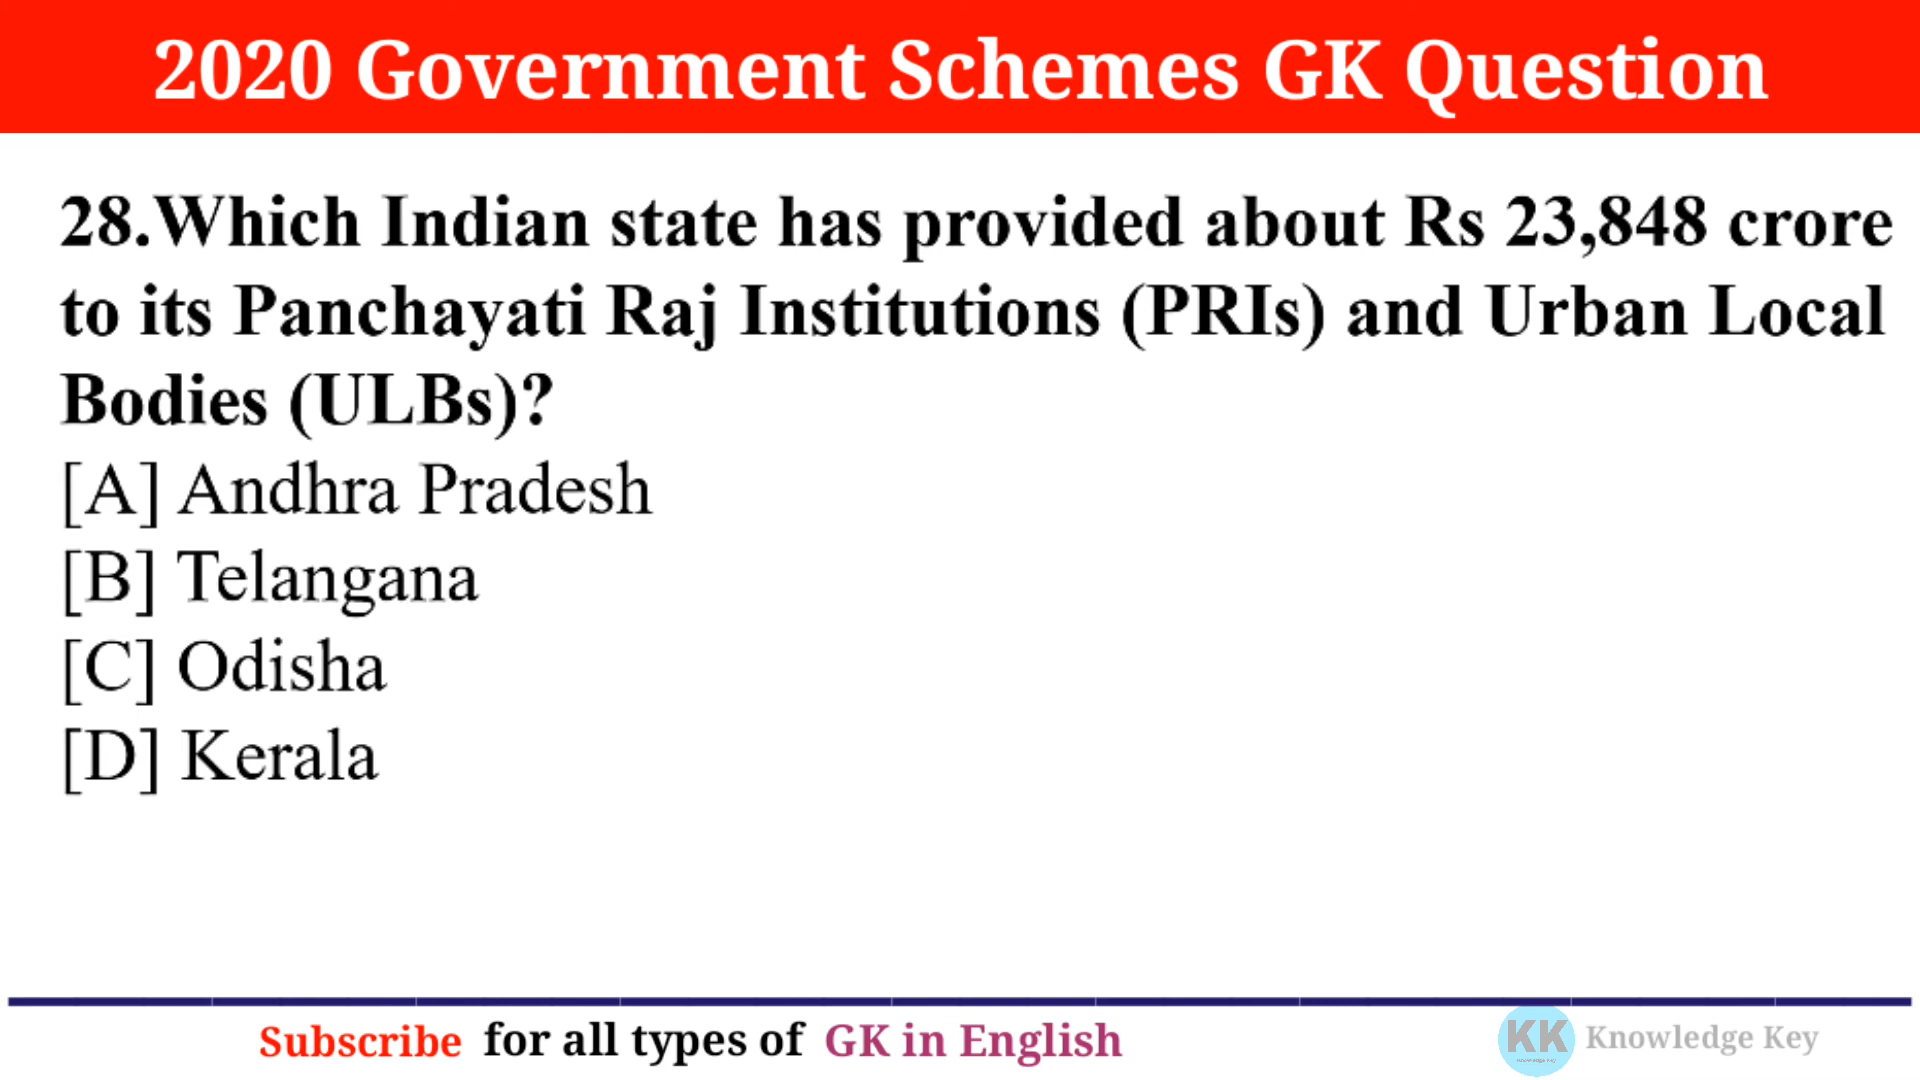 2020 Government Schemes GK Question
28.Which Indian state has provided about Rs 23,848 crore
to its Panchayati Raj Institutions (PRIs) and Urban Local
Bodies (ULBs)?
[A] Andhra Pradesh
[B] Telangana
[C] Odisha
[D] Kerala
Subscribe for all types of GK in English
KK Knowledge Key